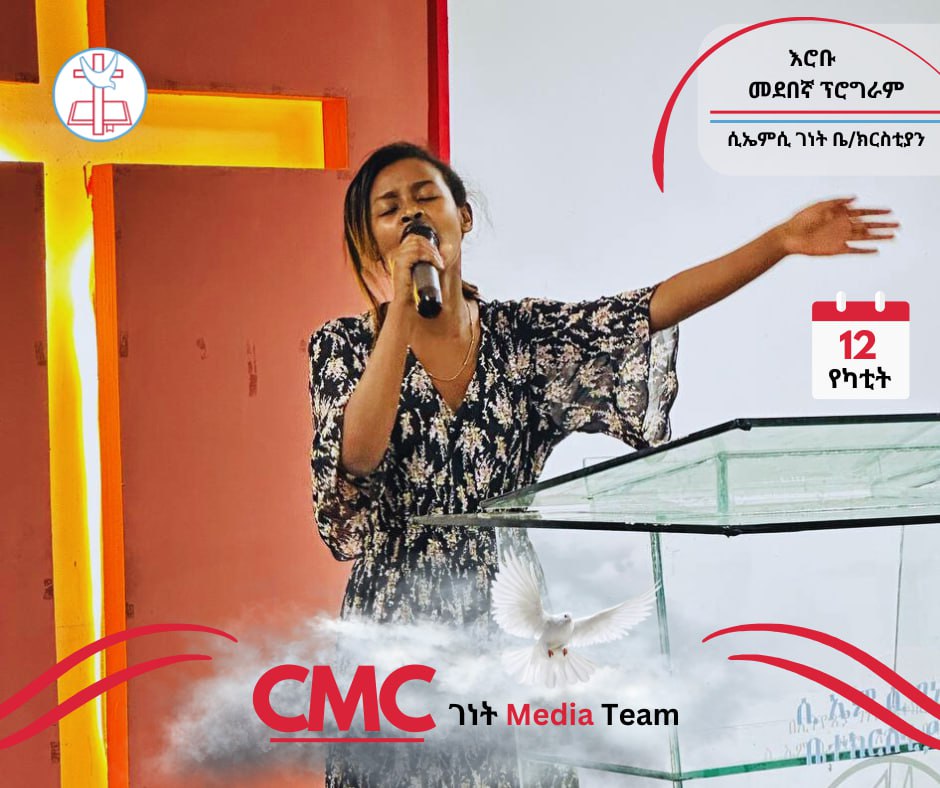 እሮቡ
መደበኛ ፕሮግራም
ሲኤምሲ ገነት ቤ/ክርስቲያን
12
የካቲት
CMC ገነት Media Team